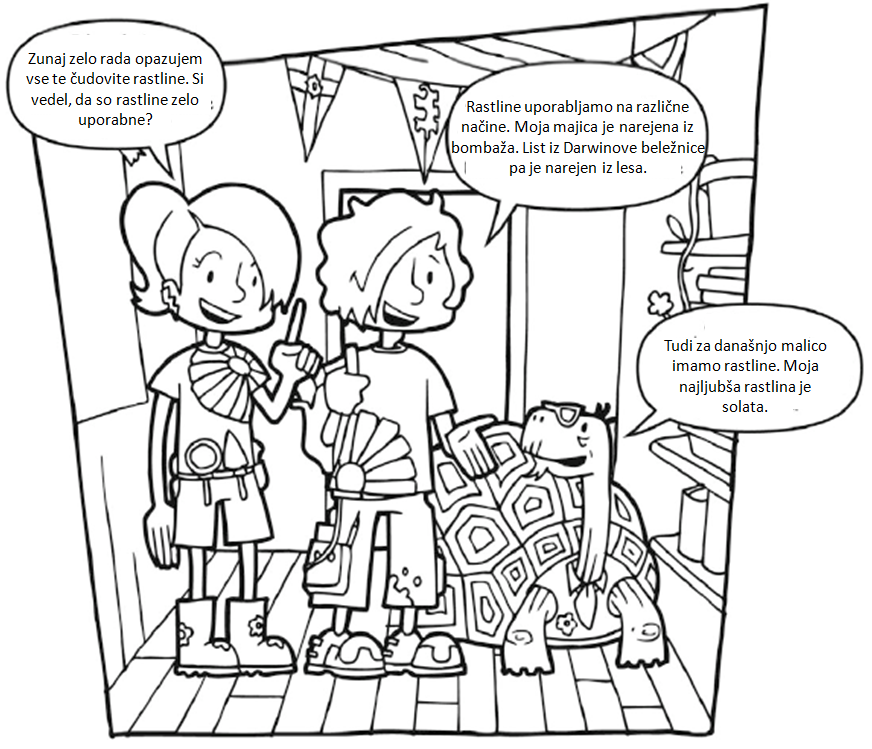 Zunaj zelo rada opazujem
vse te čudovite rastline. Si
vedel, da so rastline zelo
uporabne?
Rastline uporabljamo na različne
načine. Moja majica je narejena iz
bombaža. List iz Darwinove beležnice
pa je narejen iz lesa.
Tudi za današnjo malico
imamo rastline. Moja
najljubša rastlina je
solata.